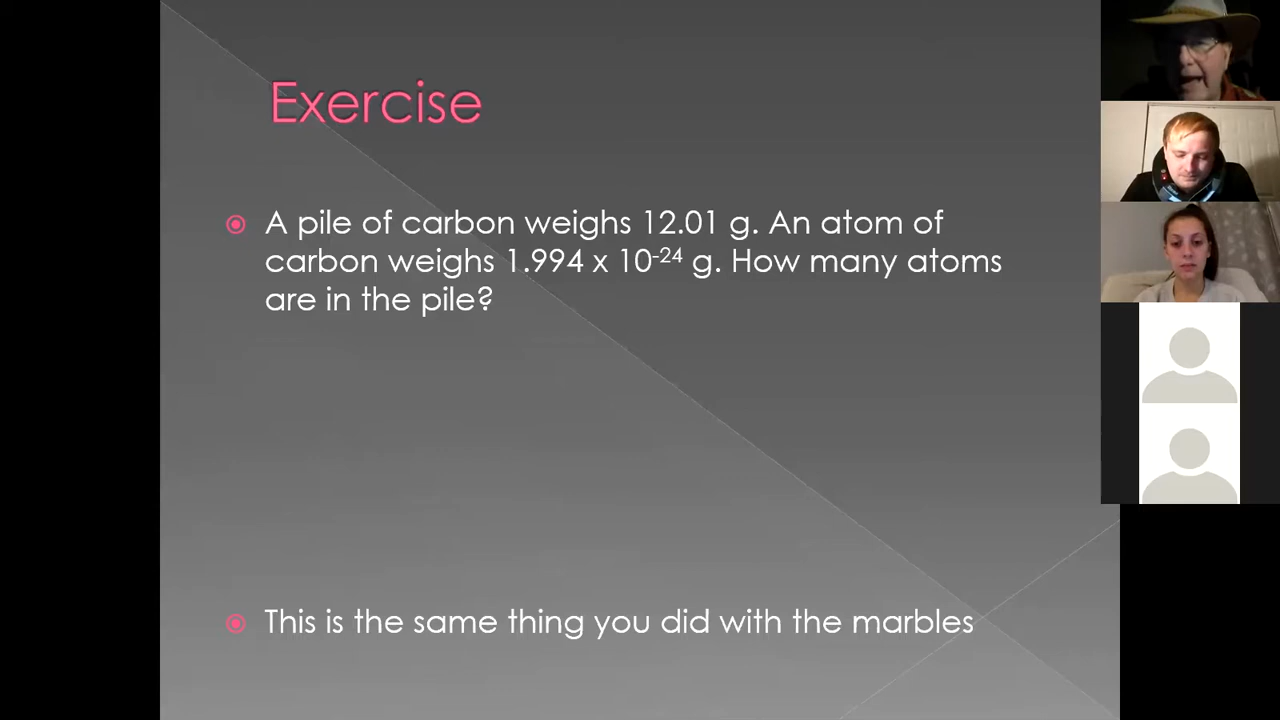 Exercise
A pile of carbon weighs 12.01 g. An atom of
carbon weighs 1.994 x 10⁻²⁴ g. How many atoms
are in the pile?
This is the same thing you did with the marbles